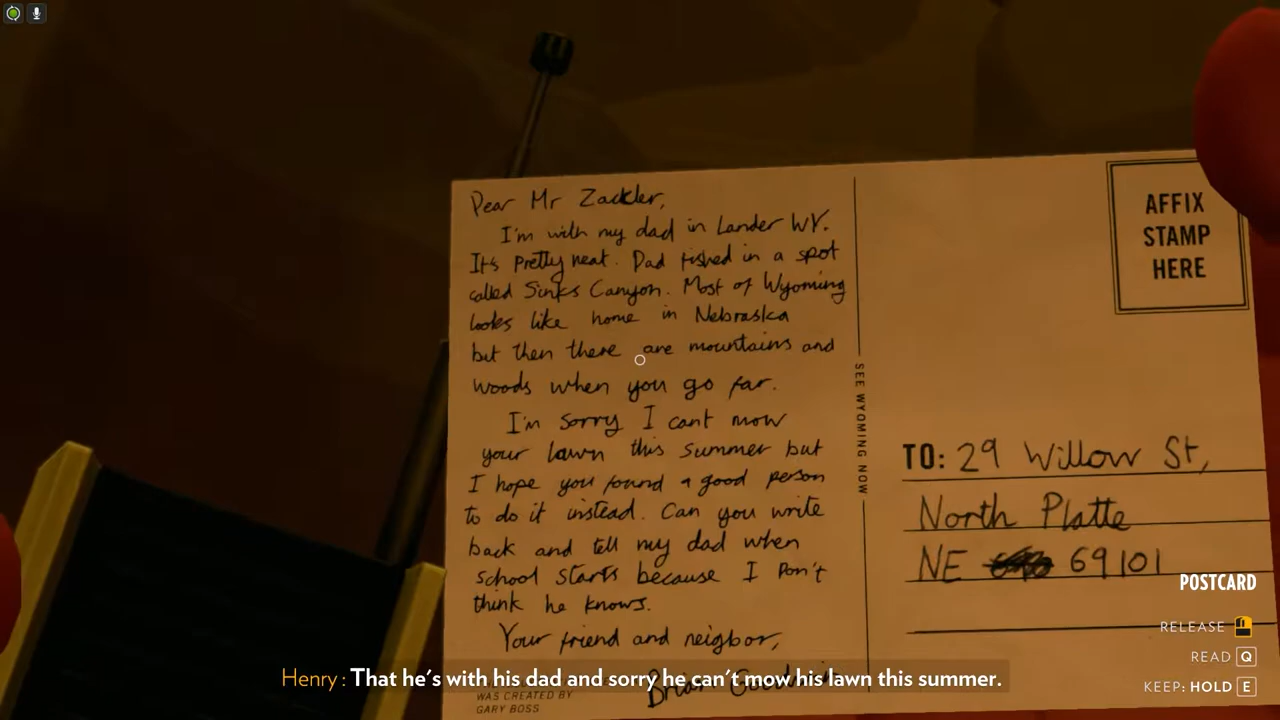 Dear Mr Zackler,
I'm with my dad in Lander WY.
It's pretty neat. Dad fished in a spot
called Sinks Canyon. Most of Wyoming
looks like home in Nebraska
but then there are mountains and
woods when you go far.
I'm sorry I cant mow
your lawn this summer but
I hope you found a good person
to do it instead. Can you write
back and tell my dad when
school starts because I Don't
think he knows.
Your friend and neigbor,
Brian
WAS CREATED BY
GARY BOSS
SEE WYOMING NOW
AFFIX
STAMP
HERE
TO: 29 Willow St,
North Platte
NE 69101
POSTCARD
RELEASE
READ Q
KEEP: HOLD E
Henry : That he's with his dad and sorry he can't mow his lawn this summer.